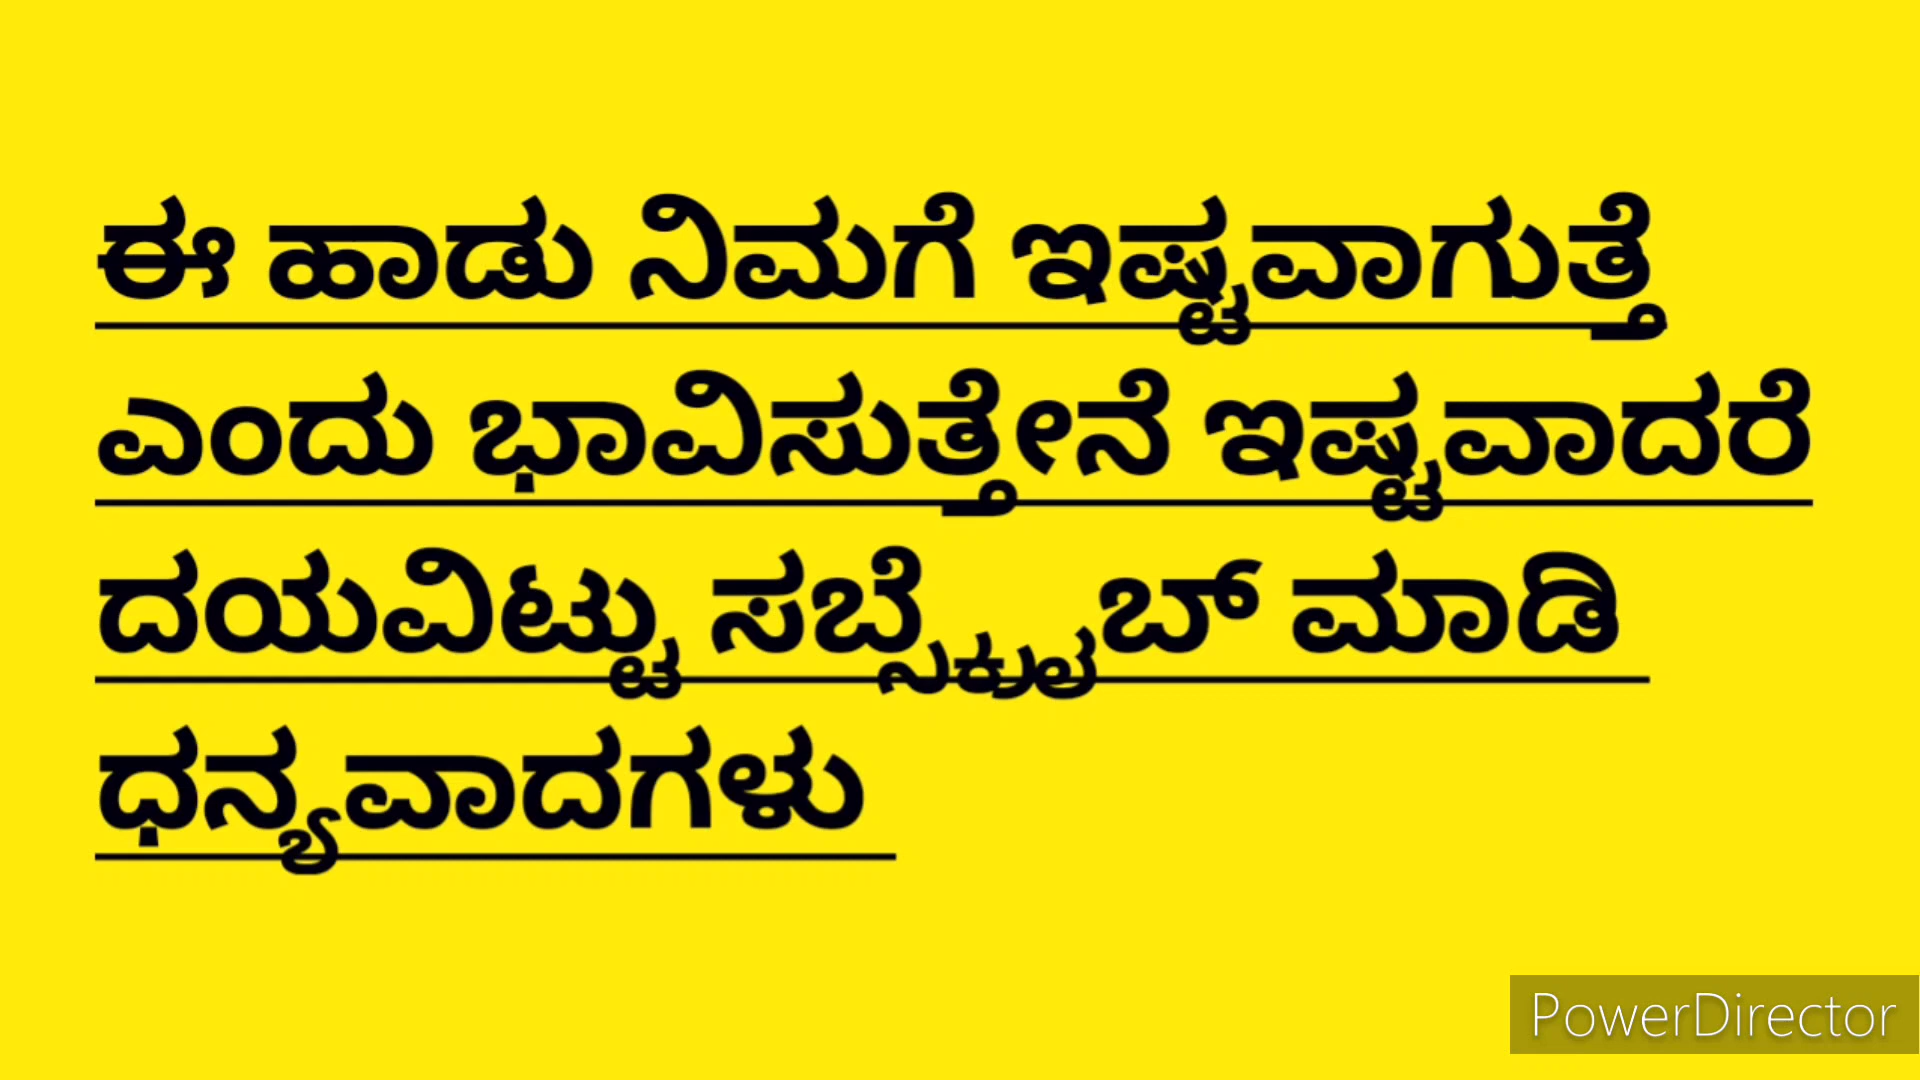 ಈ ಹಾಡು ನಿಮಗೆ ಇಷ್ಟವಾಗುತ್ತೆ
ಎಂದು ಭಾವಿಸುತ್ತೇನೆ ಇಷ್ಟವಾದರೆ
ದಯವಿಟ್ಟು ಸಬ್ಸ್ಕ್ರೈಬ್ ಮಾಡಿ
ಧನ್ಯವಾದಗಳು
PowerDirector